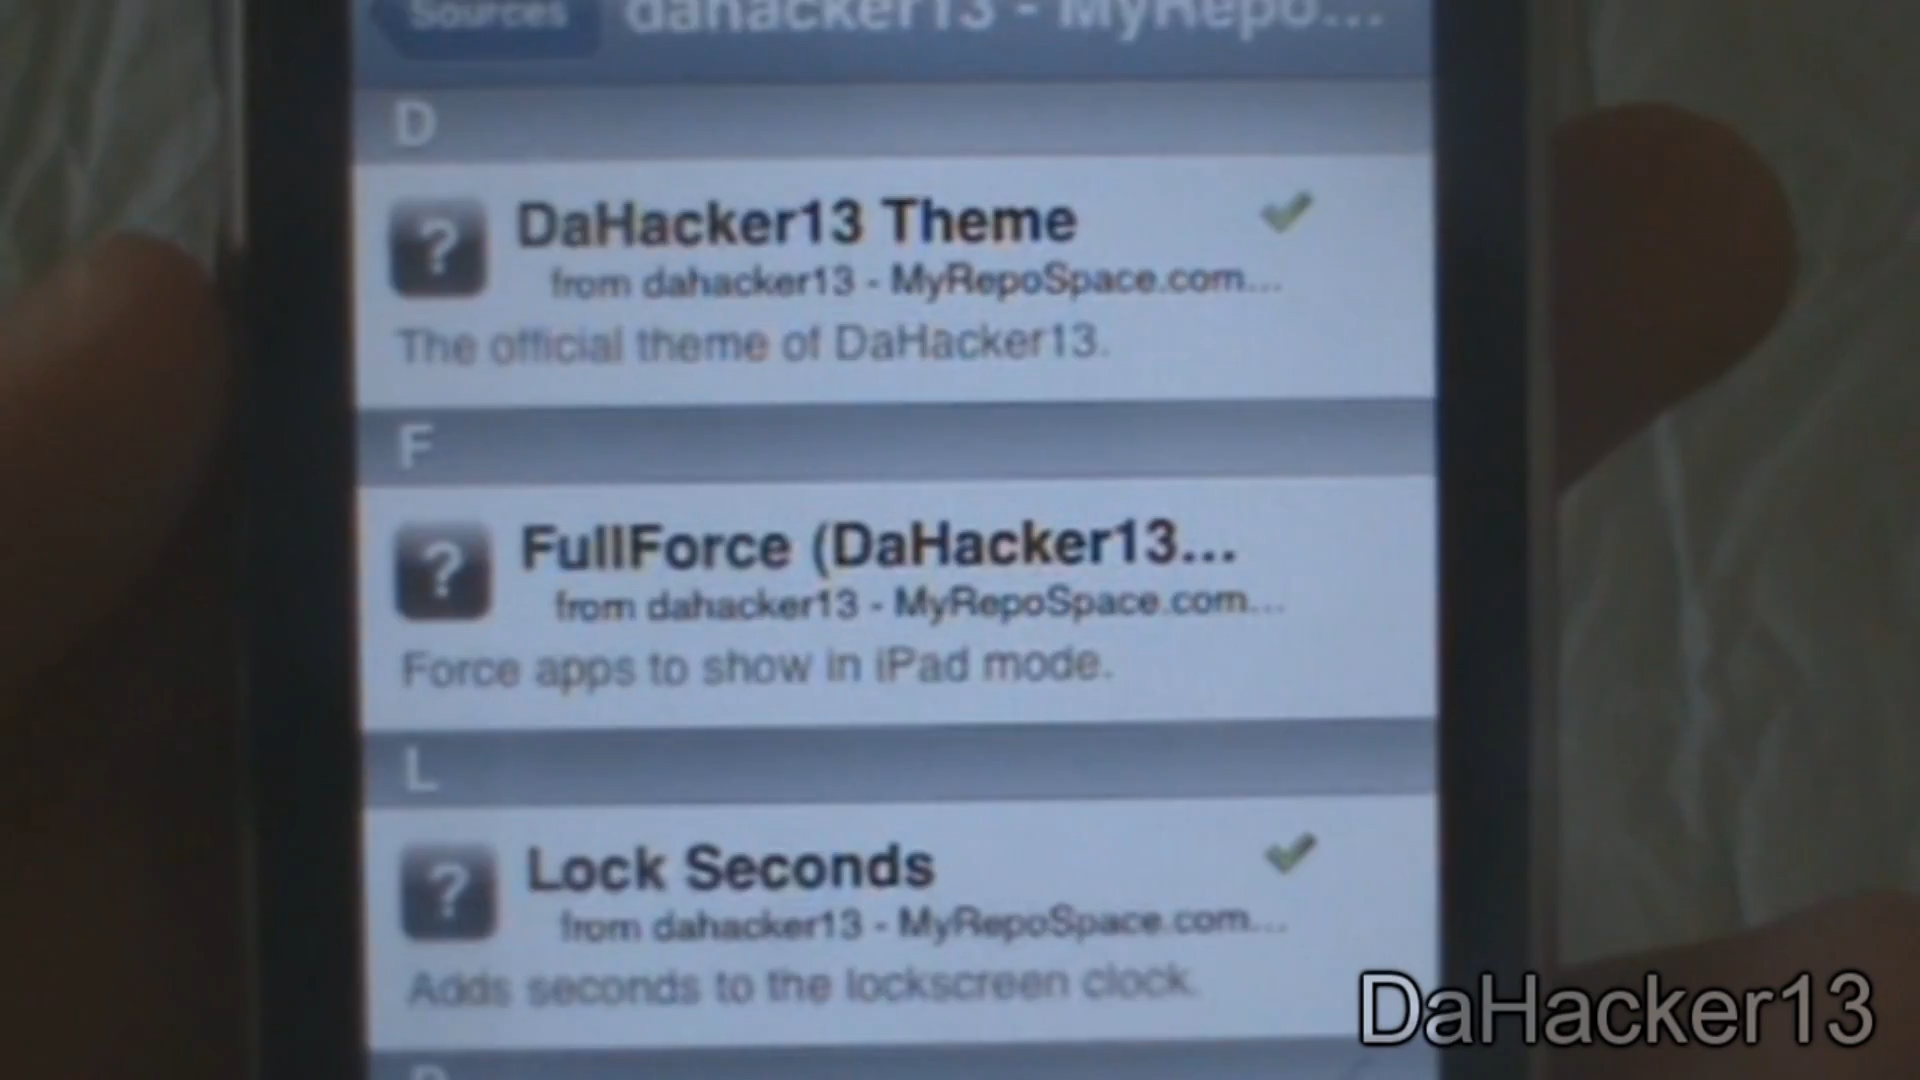 Sources
dahacker13 - MyRepo...
D
DaHacker13 Theme
from dahacker13 - MyRepoSpace.com...
The official theme of DaHacker13.
F
FullForce (DaHacker13...
from dahacker13 - MyRepoSpace.com...
Force apps to show in iPad mode.
L
Lock Seconds
from dahacker13 - MyRepoSpace.com...
Adds seconds to the lockscreen clock.
DaHacker13